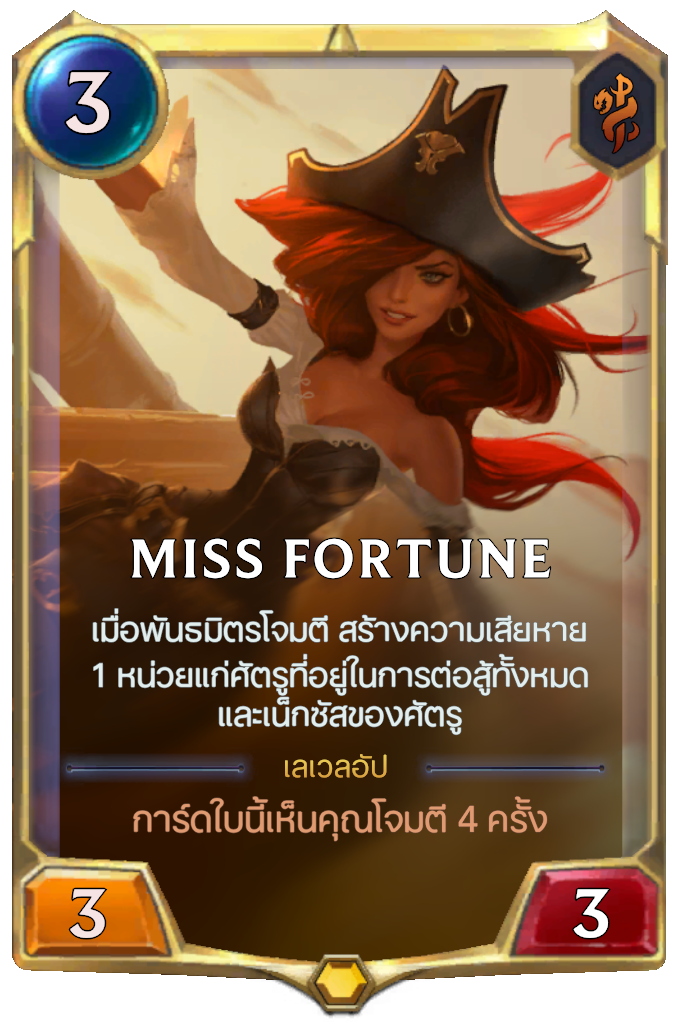 3
MISS FORTUNE
เมื่อพันธมิตรโจมตี สร้างความเสียหาย
1 หน่วยแก่ศัตรูที่อยู่ในการต่อสู้ทั้งหมด
และเน็กซัสของศัตรู
เลเวลอัป
การ์ดใบนี้เห็นคุณโจมตี 4 ครั้ง
3
3